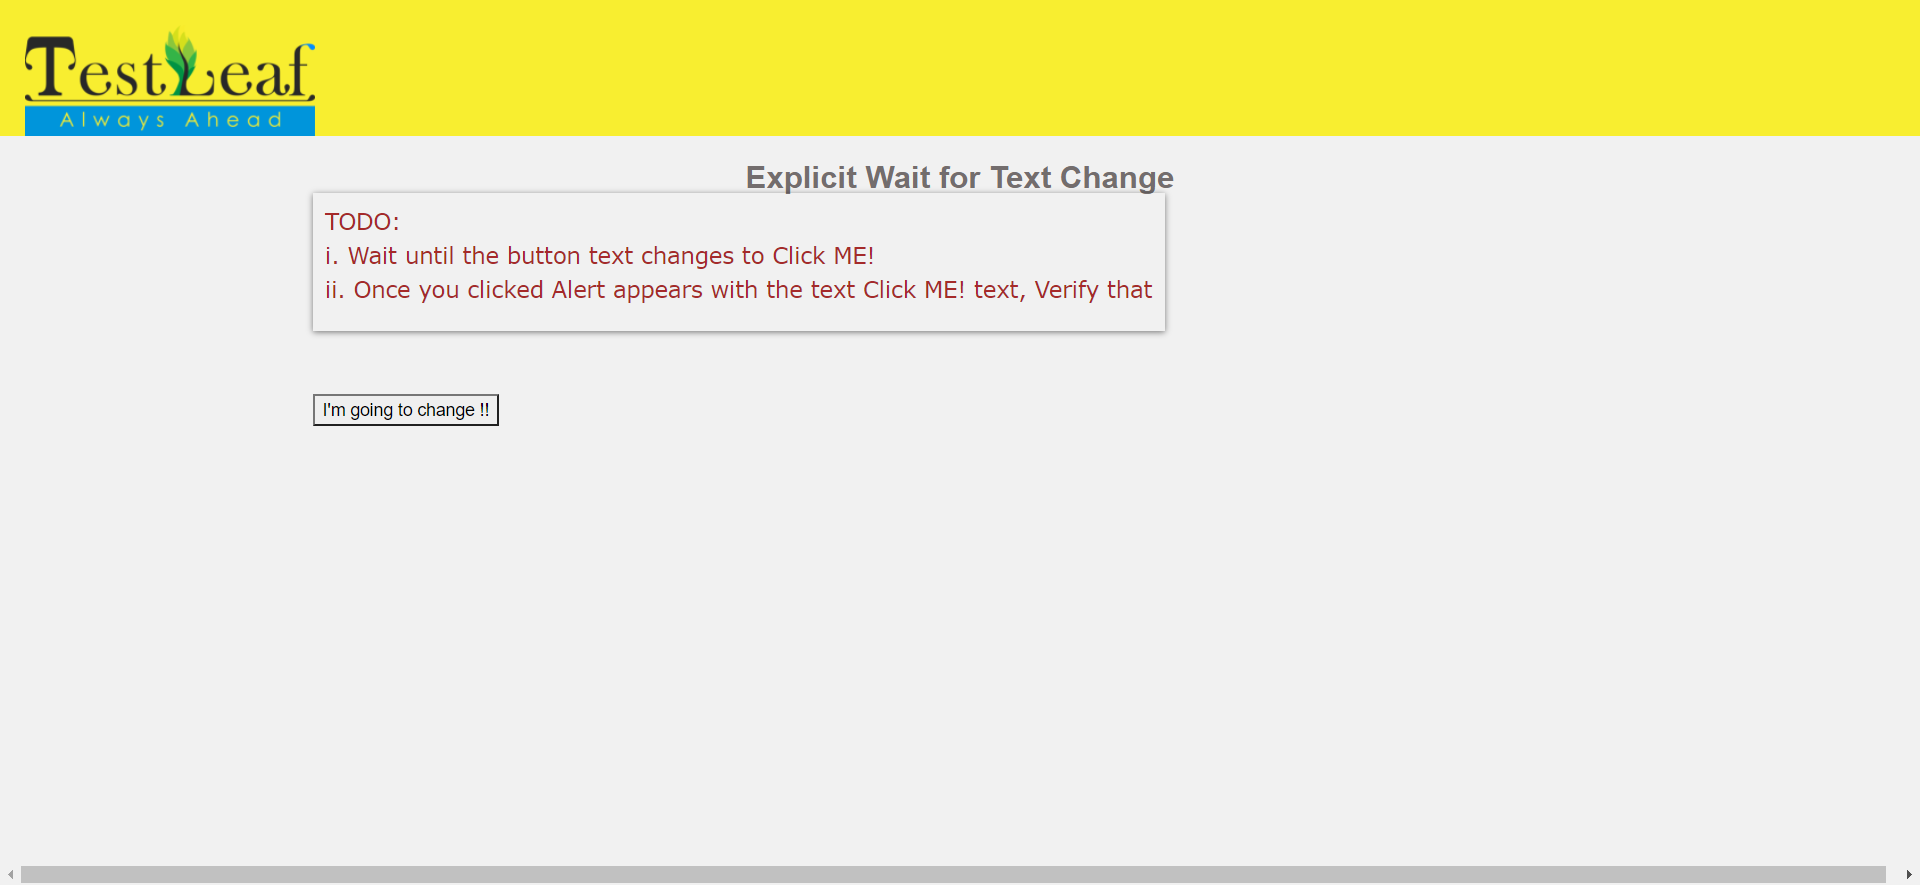 TestLeaf
Always Ahead
Explicit Wait for Text Change
TODO:
i. Wait until the button text changes to Click ME!
ii. Once you clicked Alert appears with the text Click ME! text, Verify that
I'm going to change !!